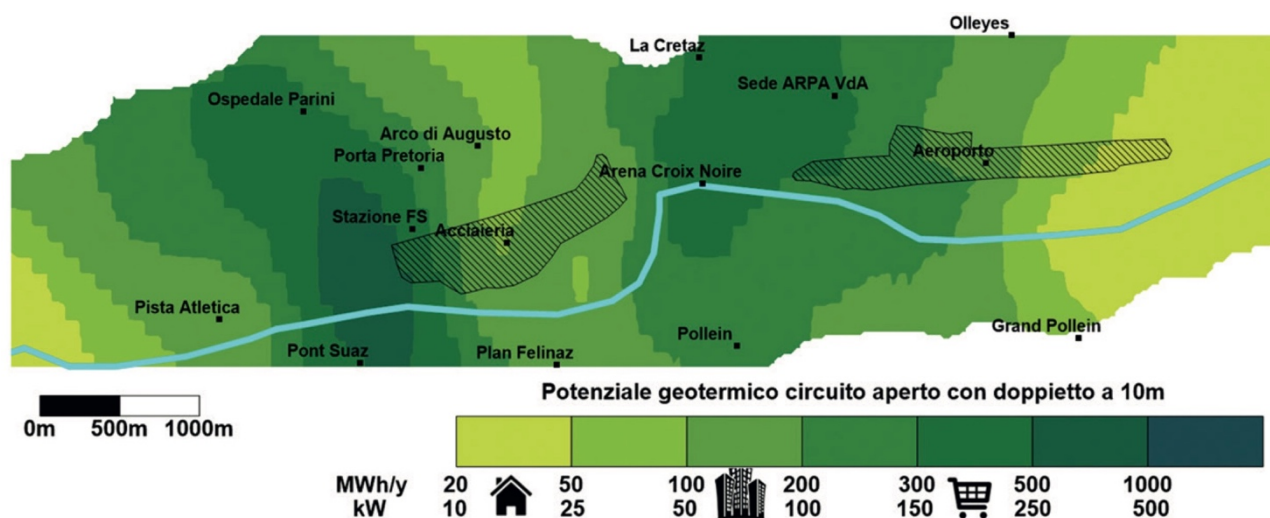 Olleyes
La Cretaz
Sede ARPA VdA
Ospedale Parini
Arco di Augusto
Porta Pretoria
Aeroporto
Arena Croix Noire
Stazione FS
Acciaieria
Pista Atletica
Pollein
Grand Pollein
Pont Suaz
Plan Felinaz
Potenziale geotermico circuito aperto con doppietto a 10m
0m 500m 1000m
MWh/y 20 50 100 200 300 500 1000
kW 10 25 50 100 150 250 500